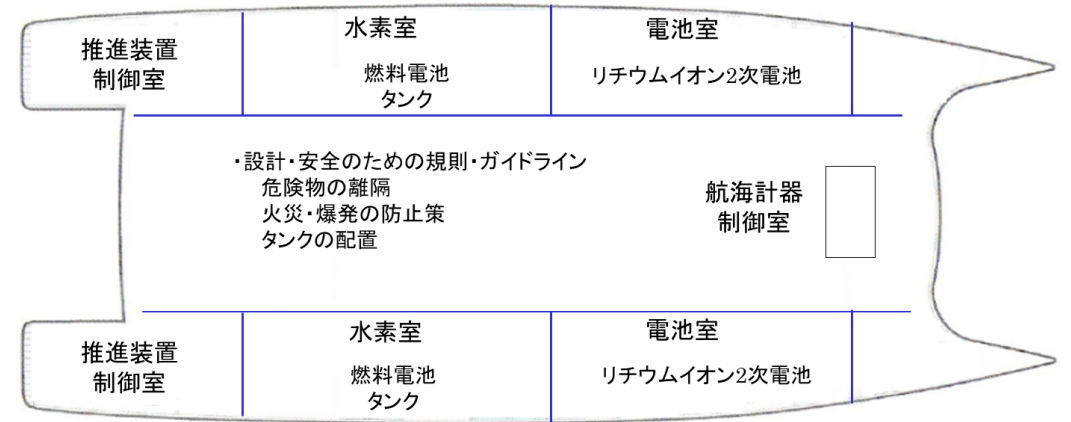 推進装置
制御室
水素室
燃料電池
タンク
電池室
リチウムイオン2次電池
・設計・安全のための規則・ガイドライン
危険物の離隔
火災・爆発の防止策
タンクの配置
航海計器
制御室
推進装置
制御室
水素室
燃料電池
タンク
電池室
リチウムイオン2次電池